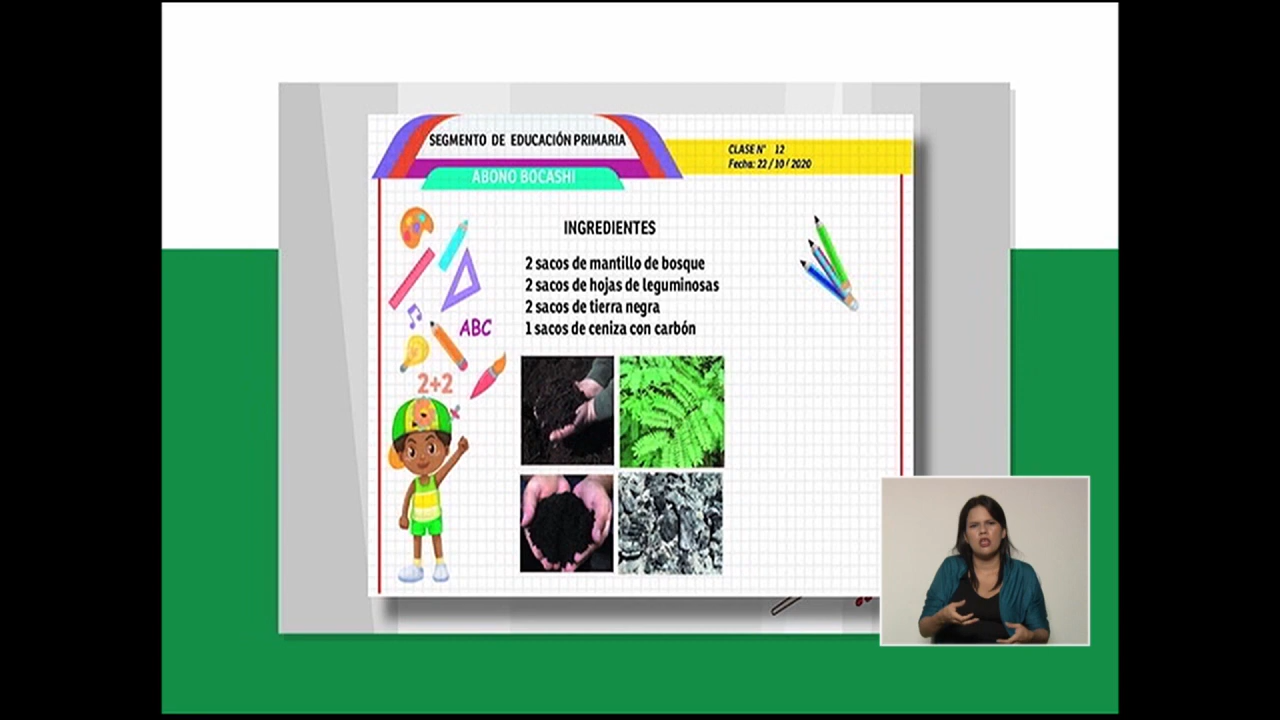 SEGMENTO DE EDUCACIÓN PRIMARIA
CLASE N° 12
Fecha: 22 / 10 / 2020
ABONO BOCASHI
INGREDIENTES
2 sacos de mantillo de bosque
2 sacos de hojas de leguminosas
2 sacos de tierra negra
1 sacos de ceniza con carbón
ABC
2+2